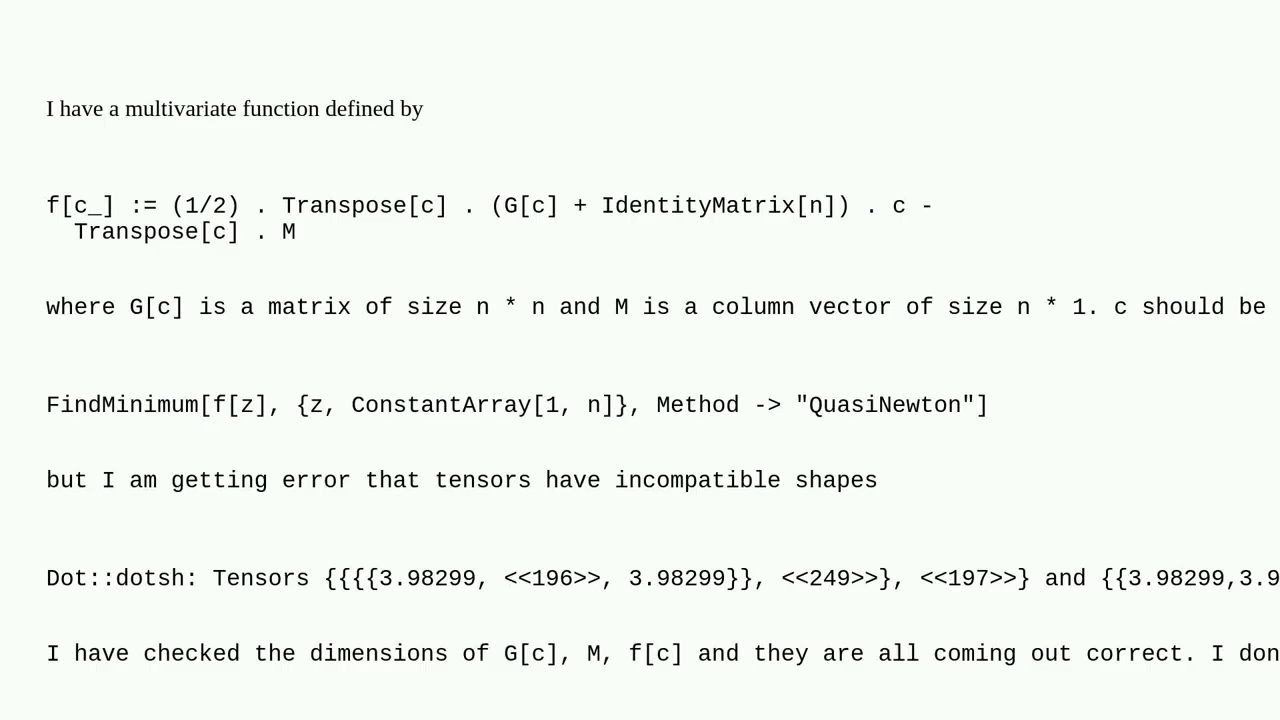 I have a multivariate function defined by
f[c_] := (1/2) . Transpose[c] . (G[c] + IdentityMatrix[n]) . c -
Transpose[c] . M
where G[c] is a matrix of size n * n and M is a column vector of size n * 1. c should be
FindMinimum[f[z], {z, ConstantArray[1, n]}, Method -> "QuasiNewton"]
but I am getting error that tensors have incompatible shapes
Dot::dotsh: Tensors {{{{3.98299, <<196>>, 3.98299}}, <<249>>}, <<197>>} and {{3.98299,3.9
I have checked the dimensions of G[c], M, f[c] and they are all coming out correct. I don